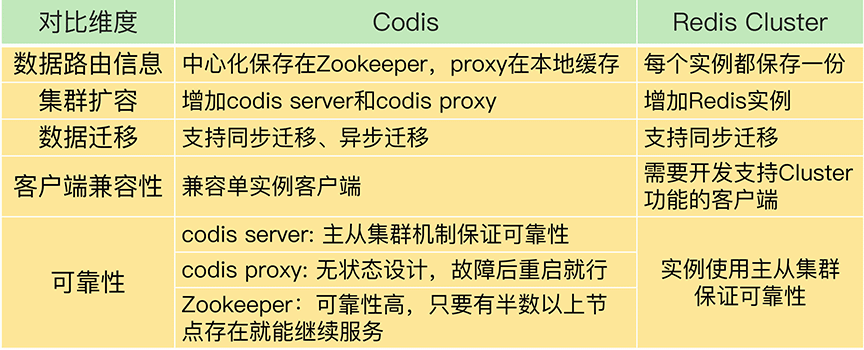 对比维度 Codis Redis Cluster
数据路由信息 中心化保存在Zookeeper，proxy在本地缓存 每个实例都保存一份
集群扩容 增加codis server和codis proxy 增加Redis实例
数据迁移 支持同步迁移、异步迁移 支持同步迁移
客户端兼容性 兼容单实例客户端 需要开发支持Cluster
功能的客户端
可靠性
codis server: 主从集群机制保证可靠性
codis proxy: 无状态设计，故障后重启就行
Zookeeper：可靠性高，只要有半数以上节
点存在就能继续服务
实例使用主从集群
保证可靠性